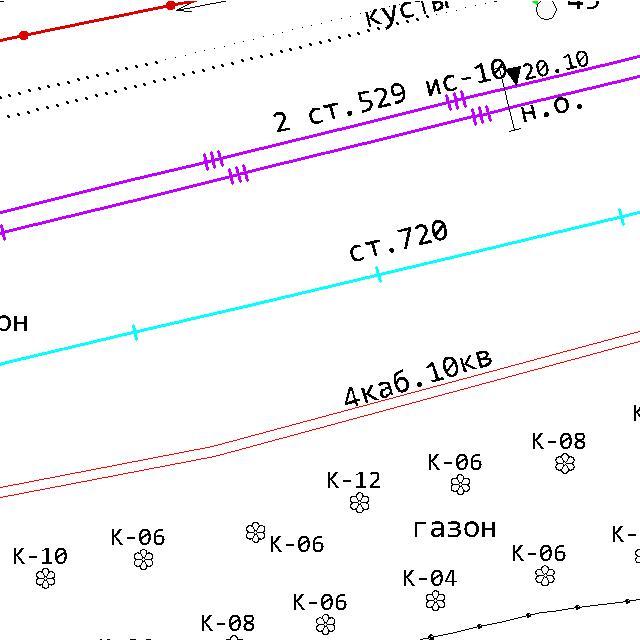 кусты
2 ст.529 ис-10
20.10
н.о.
ст.720
он
4каб.10кв
К-08
К-06
К-12
газон
К-06
К-06
К-10
К-06
К-04
К-06
К-08